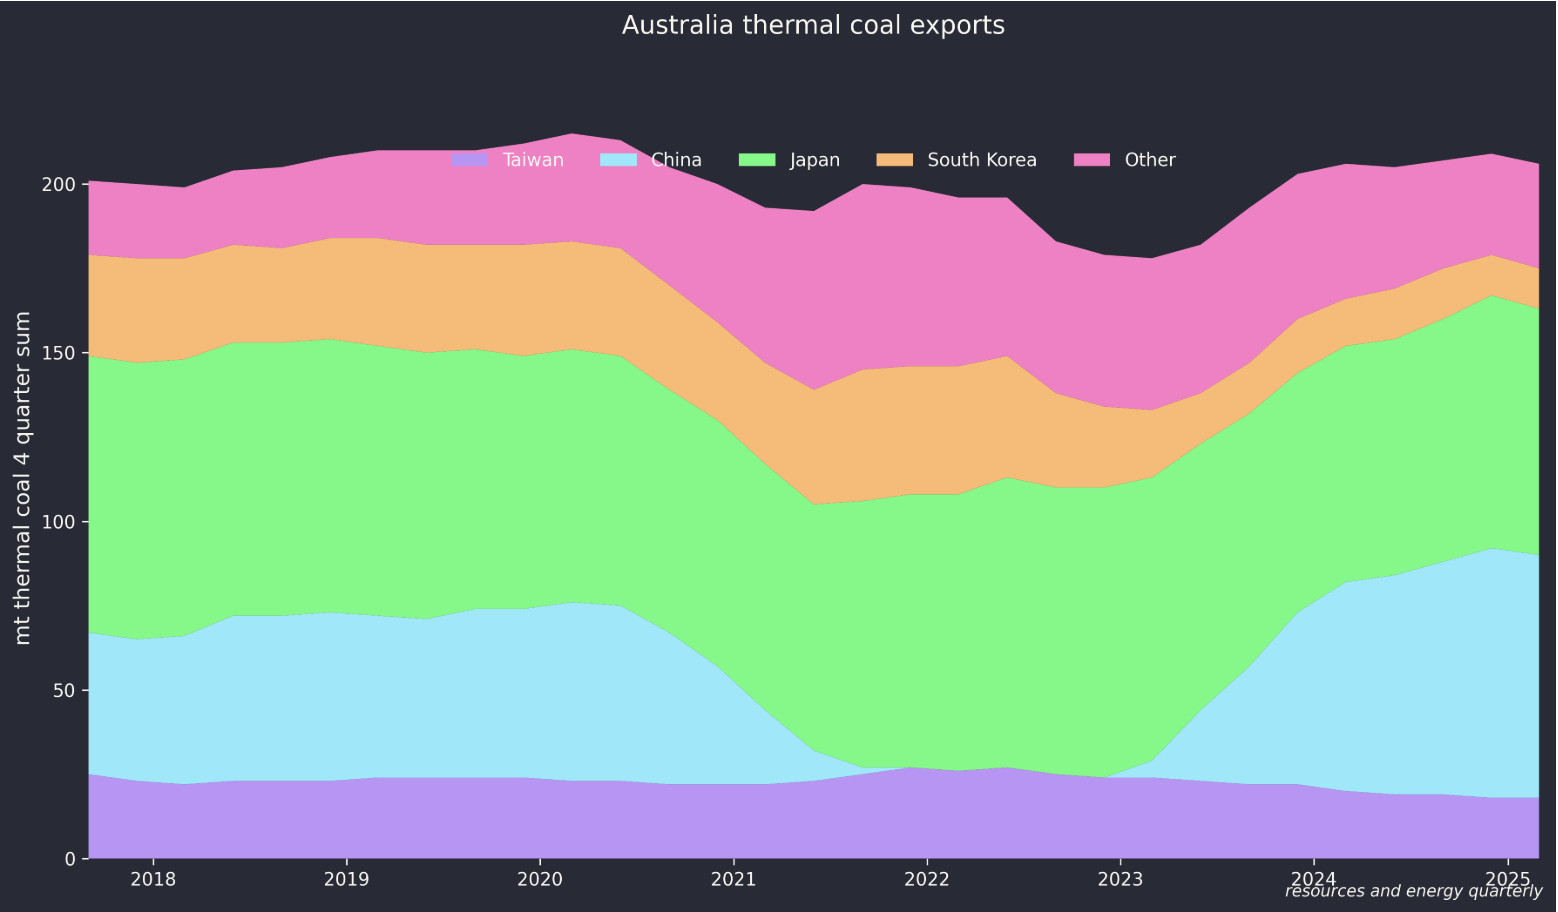 Australia thermal coal exports
Taiwan China Japan South Korea Other
mt thermal coal 4 quarter sum
200
150
100
50
0
2018 2019 2020 2021 2022 2023 2024 2025
resources and energy quarterly